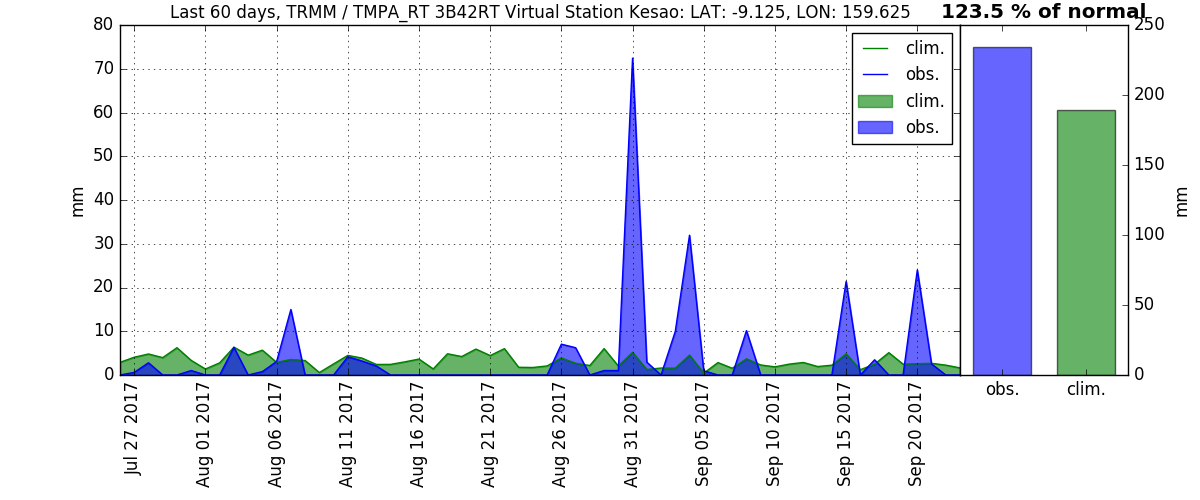 Last 60 days, TRMM / TMPA_RT 3B42RT Virtual Station Kesao: LAT: -9.125, LON: 159.625
123.5 % of normal
80
70
60
50
40
30
20
10
0
mm
clim.
obs.
clim.
obs.
Jul 27 2017
Aug 01 2017
Aug 06 2017
Aug 11 2017
Aug 16 2017
Aug 21 2017
Aug 26 2017
Aug 31 2017
Sep 05 2017
Sep 10 2017
Sep 15 2017
Sep 20 2017
250
200
150
100
50
0
mm
obs.
clim.